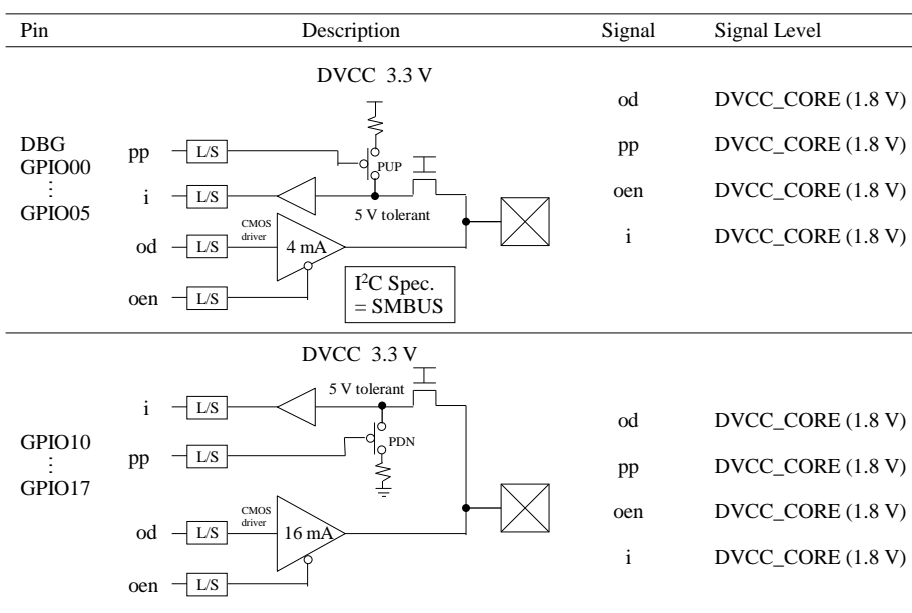 Pin Description Signal Signal Level
DVCC 3.3 V
od DVCC_CORE (1.8 V)
DBG
GPIO00
⋮
GPIO05
pp L/S PUP
pp DVCC_CORE (1.8 V)
i L/S
oen DVCC_CORE (1.8 V)
5 V tolerant
i DVCC_CORE (1.8 V)
CMOS
driver
od L/S 4 mA
oen L/S
I²C Spec.
= SMBUS
DVCC 3.3 V
5 V tolerant
i L/S
od DVCC_CORE (1.8 V)
GPIO10
⋮
GPIO17
PDN
pp L/S
pp DVCC_CORE (1.8 V)
oen DVCC_CORE (1.8 V)
CMOS
driver
od L/S 16 mA
i DVCC_CORE (1.8 V)
oen L/S